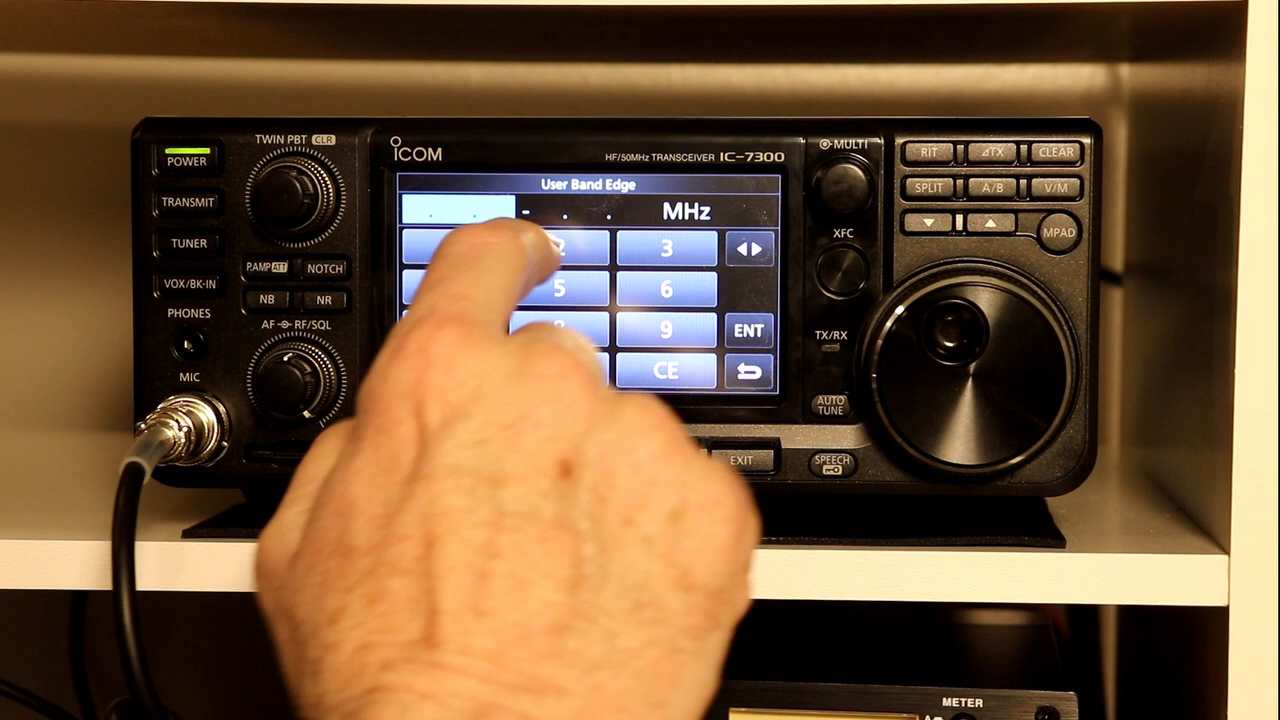 TWIN PBT CLR
POWER
TRANSMIT
TUNER
VOX/BK-IN
PHONES
MIC
P.AMP ATT
NOTCH
NB
NR
AF RF/SQL
ICOM
HF/50MHz TRANSCEIVER IC-7300
User Band Edge
. . - . . MHz
2 3
5 6
8 9 ENT
CE
EXIT
MULTI
XFC
TX/RX
AUTO
TUNE
SPEECH
RIT ⊿TX CLEAR
SPLIT A/B V/M
MPAD
METER